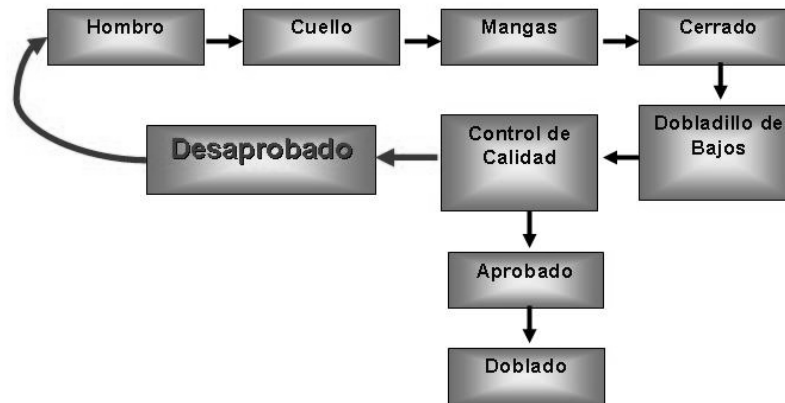 Hombro
Cuello
Mangas
Cerrado
Dobladillo de
Bajos
Control de
Calidad
Desaprobado
Aprobado
Doblado